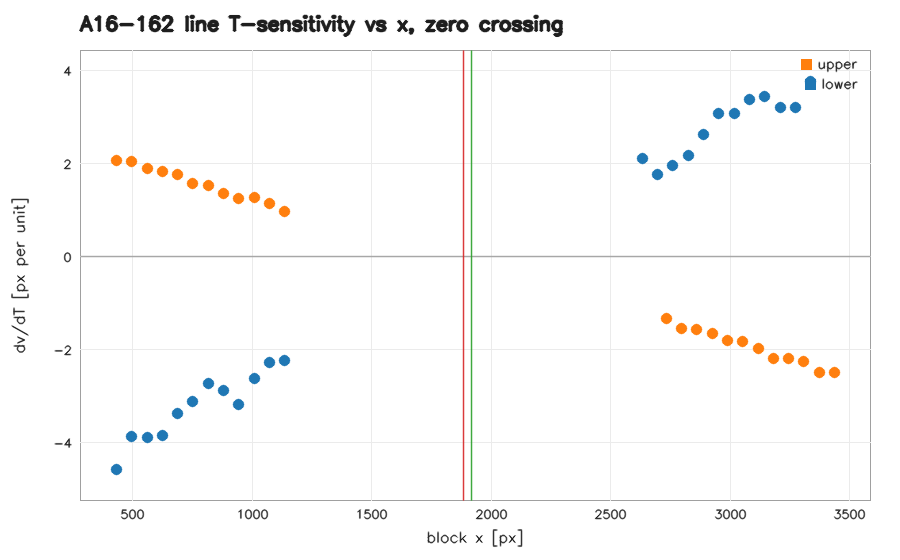 A16-162 line T-sensitivity vs x, zero crossing
upper
lower
4
2
0
-2
-4
dv/dT [px per unit]
500 1000 1500 2000 2500 3000 3500
block x [px]